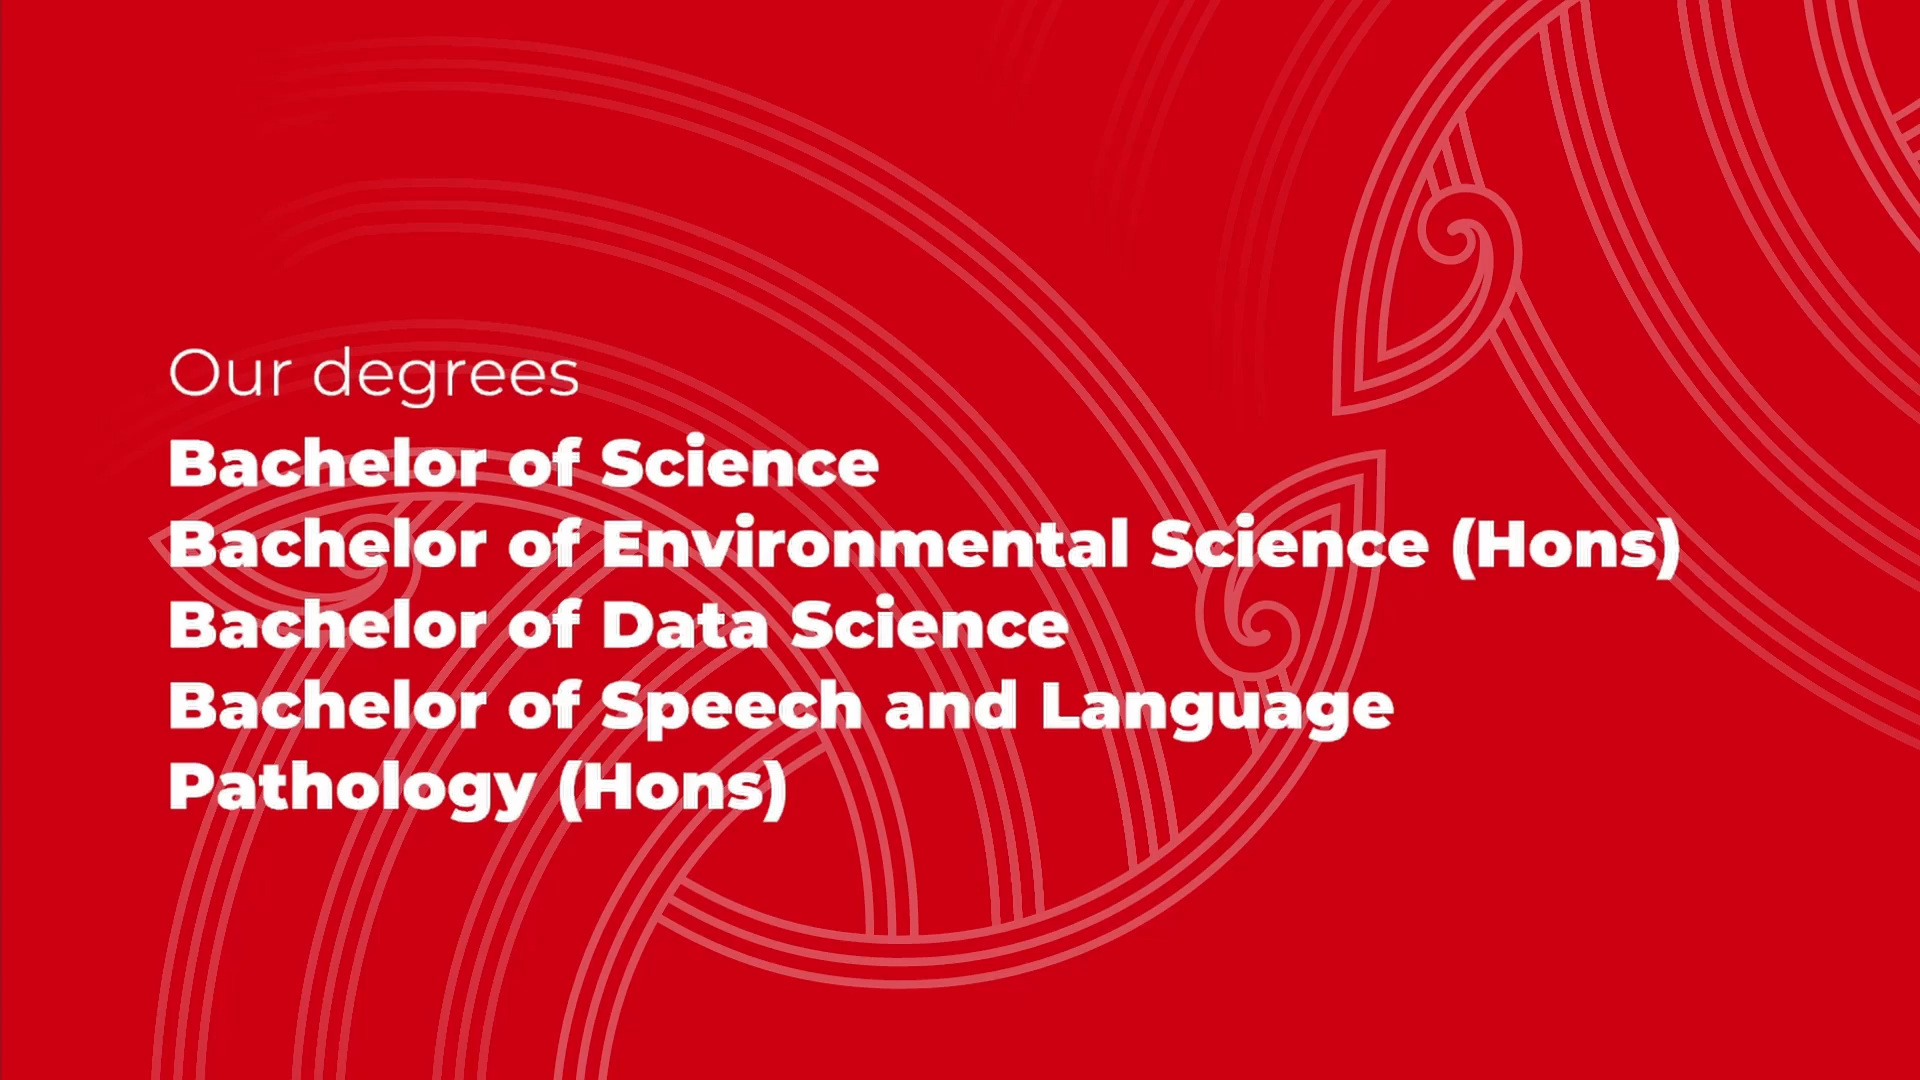 Our degrees
Bachelor of Science
Bachelor of Environmental Science (Hons)
Bachelor of Data Science
Bachelor of Speech and Language
Pathology (Hons)